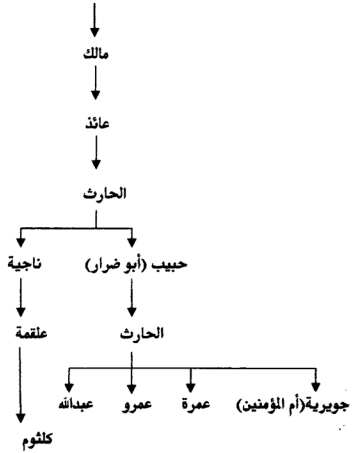 مالك
عائذ
الحارث
حبيب (أبو ضرار) ناجية
الحارث علقمة
جويرية(أم المؤمنين) عمرة عمرو عبدالله
كلثوم